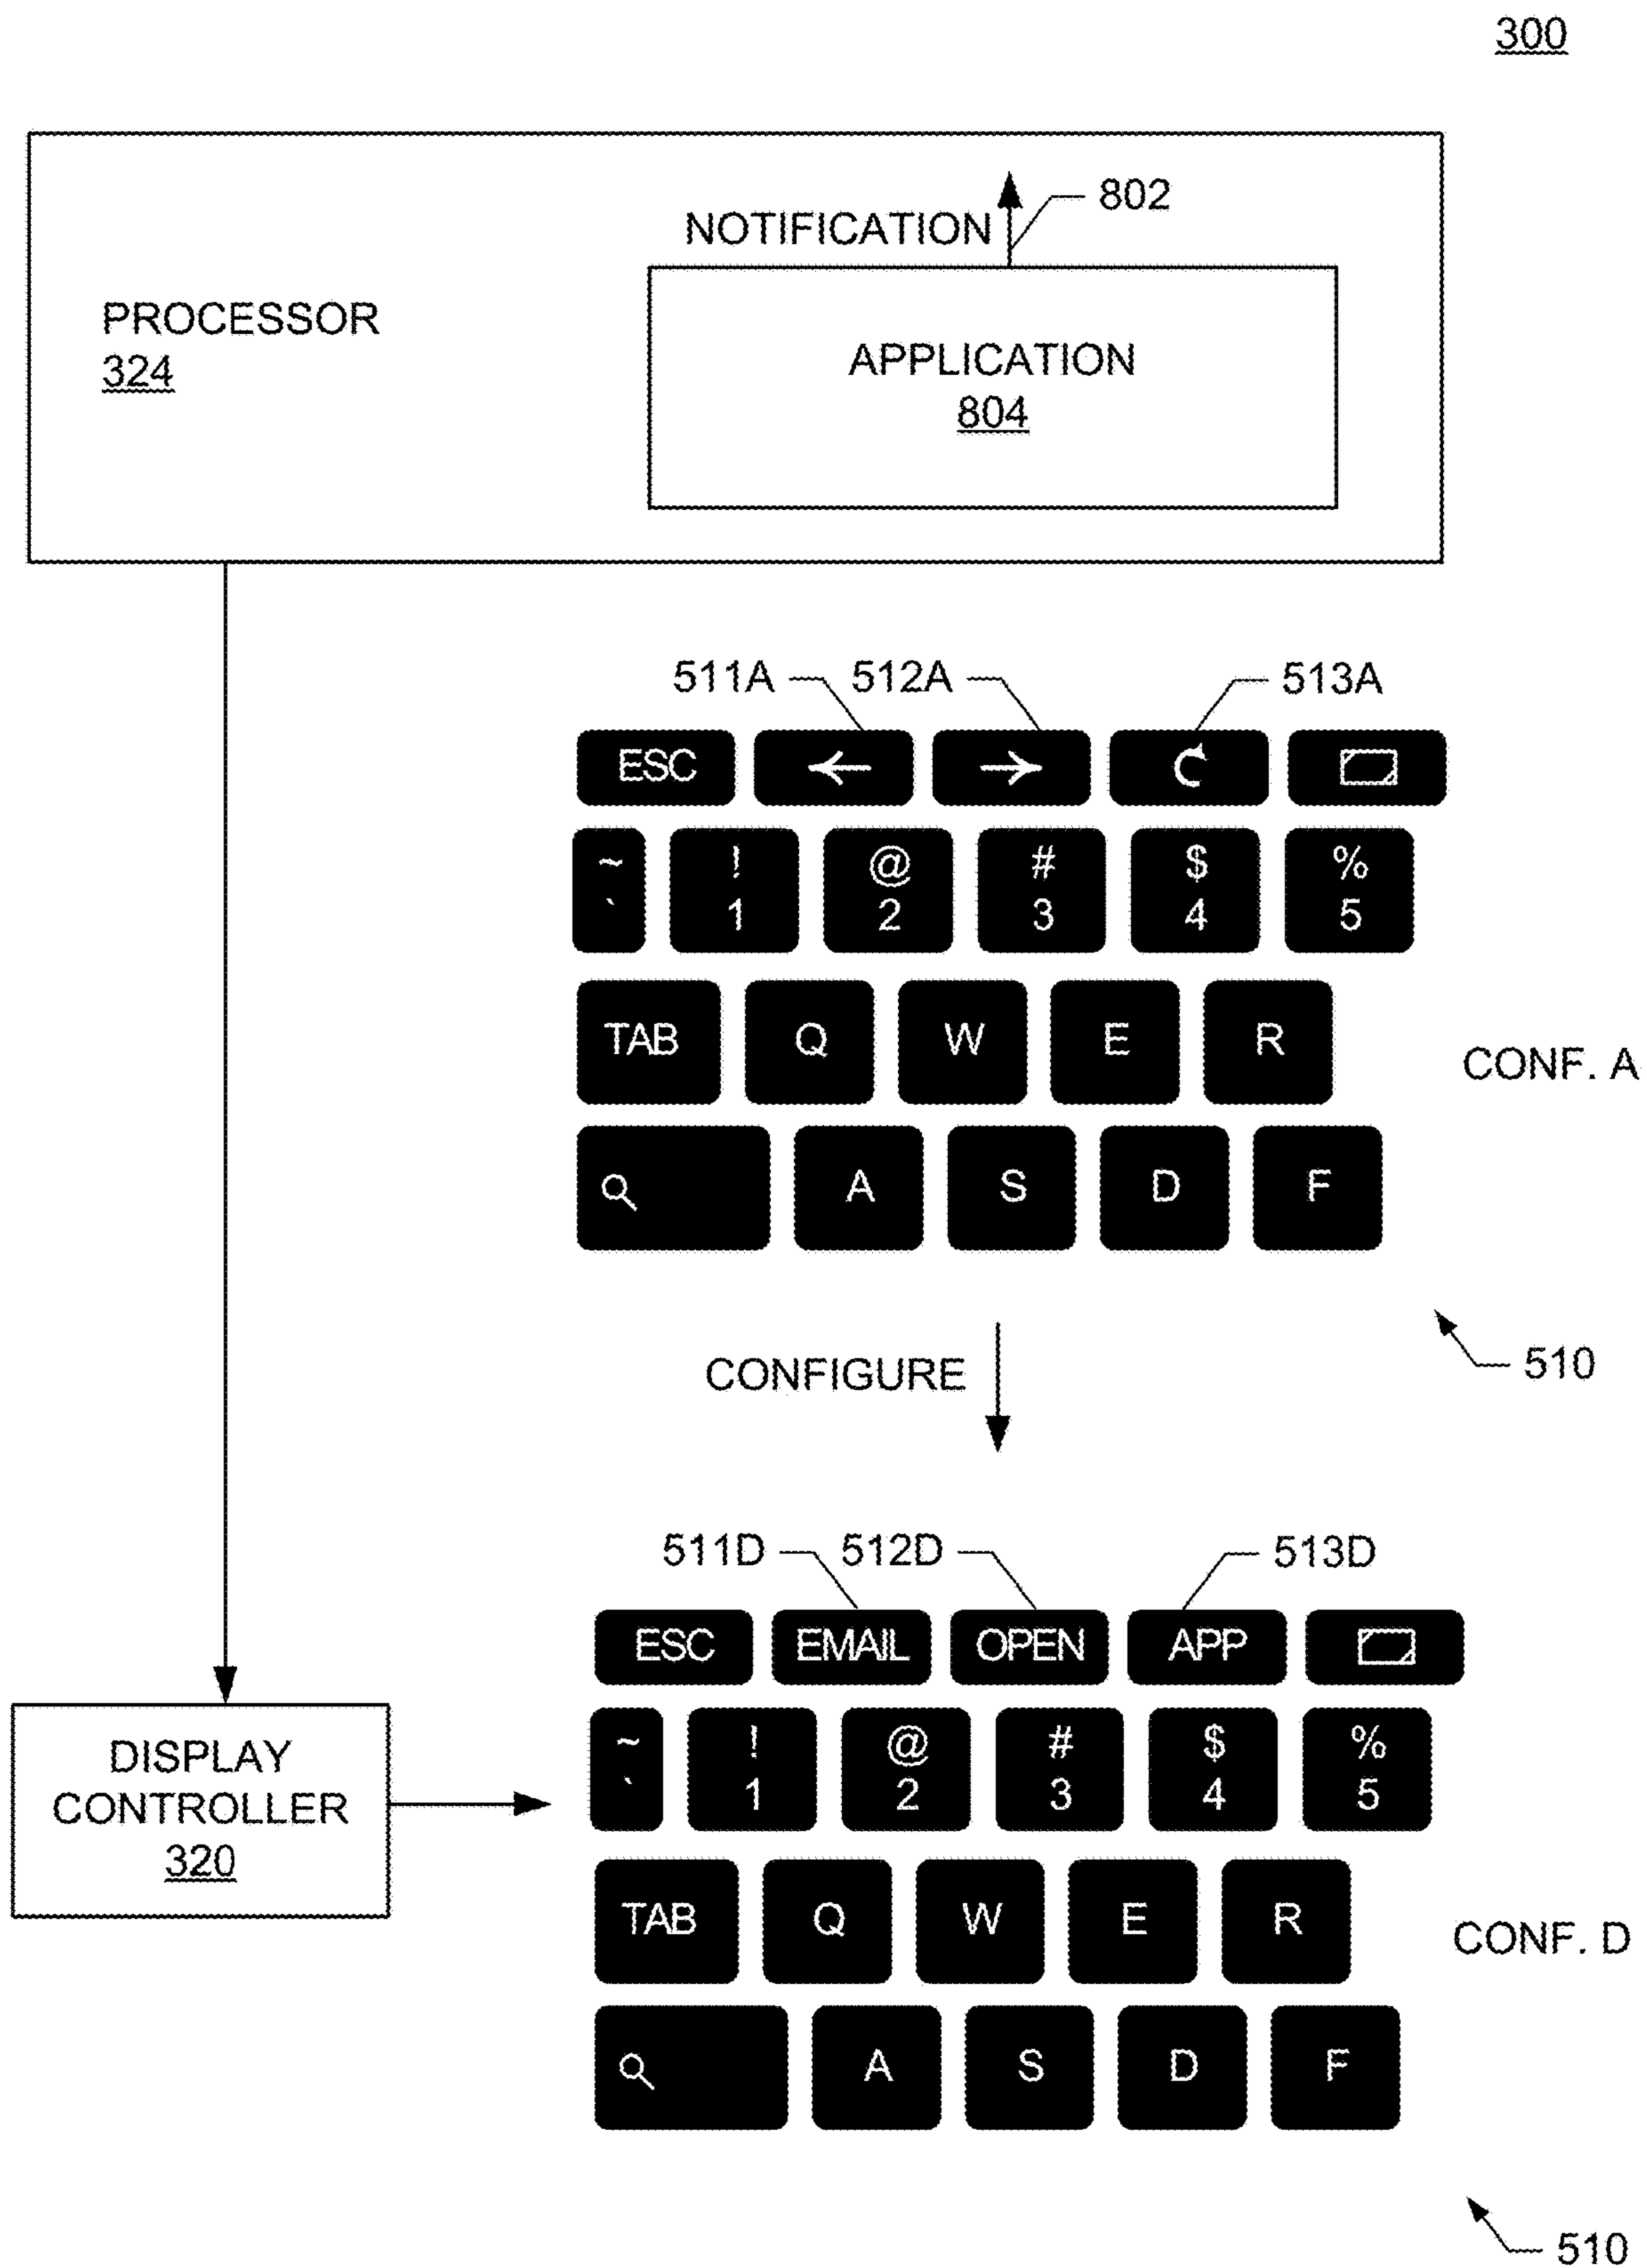 300
802
NOTIFICATION
PROCESSOR
324
APPLICATION
804
511A 512A 513A
ESC
~ ! @ # $ %
` 1 2 3 4 5
TAB Q W E R
CONF. A
A S D F
CONFIGURE
510
511D 512D 513D
ESC EMAIL OPEN APP
~ ! @ # $ %
` 1 2 3 4 5
DISPLAY
CONTROLLER
320
TAB Q W E R
CONF. D
A S D F
510